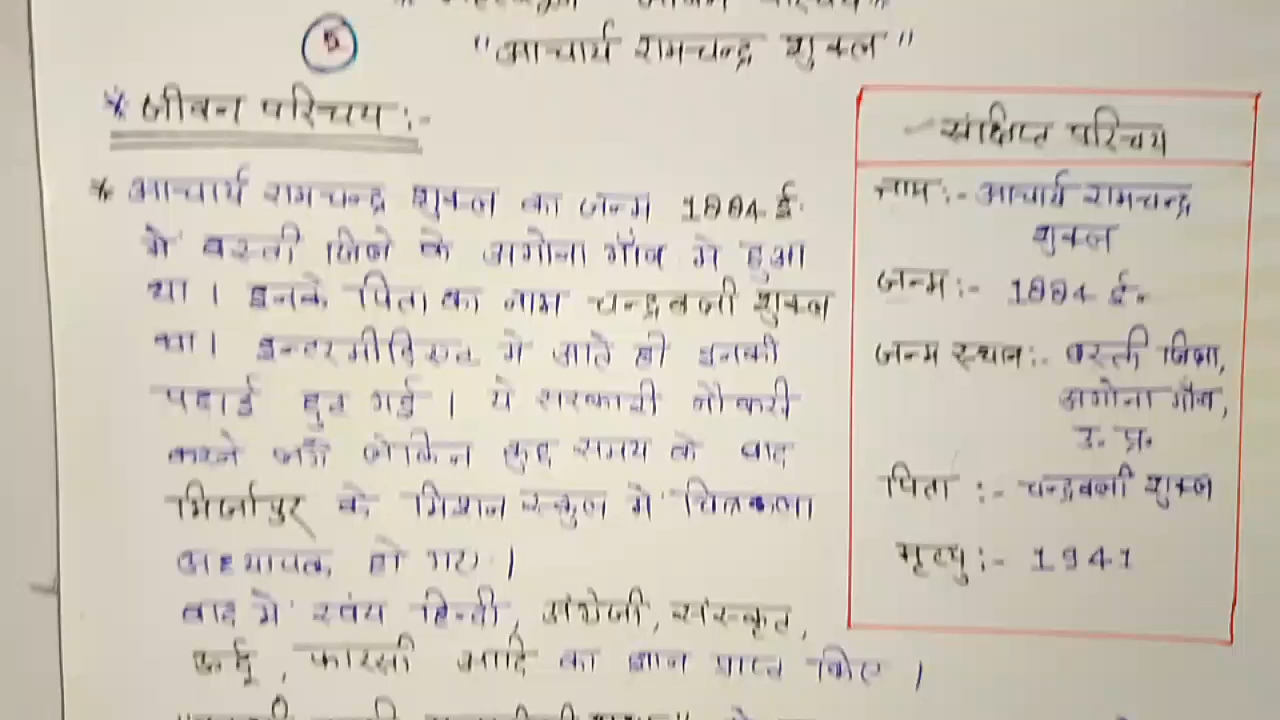 5
"आचार्य रामचन्द्र शुक्ल"
* जीवन परिचय :-
* आचार्य रामचन्द्र शुक्ल का जन्म 1884 ई.
में बस्ती जिले के अगोना गाँव में हुआ
था । इनके पिता का नाम चन्द्रबली शुक्ल
था। इन्टरमीडिएट में आते ही इनकी
पढाई छुट गई । ये सरकारी नौकरी
करने लगें लेकिन कुछ समय के बाद
मिर्जापुर के मिशन स्कुल में चित्रकला
अध्यापक हो गए ।
बाद में स्वंय हिन्दी, अंग्रेजी, संस्कृत,
ऊर्दू , फारसी आदि का ज्ञान प्राप्त किए ।
संक्षिप्त परिचय
नाम :- आचार्य रामचन्द्र
शुक्ल
जन्म :- 1884 ई.
जन्म स्थान :- बस्ती जिला,
अगोना गाँव,
उ. प्र.
पिता :- चन्द्रबली शुक्ल
मृत्यु :- 1941